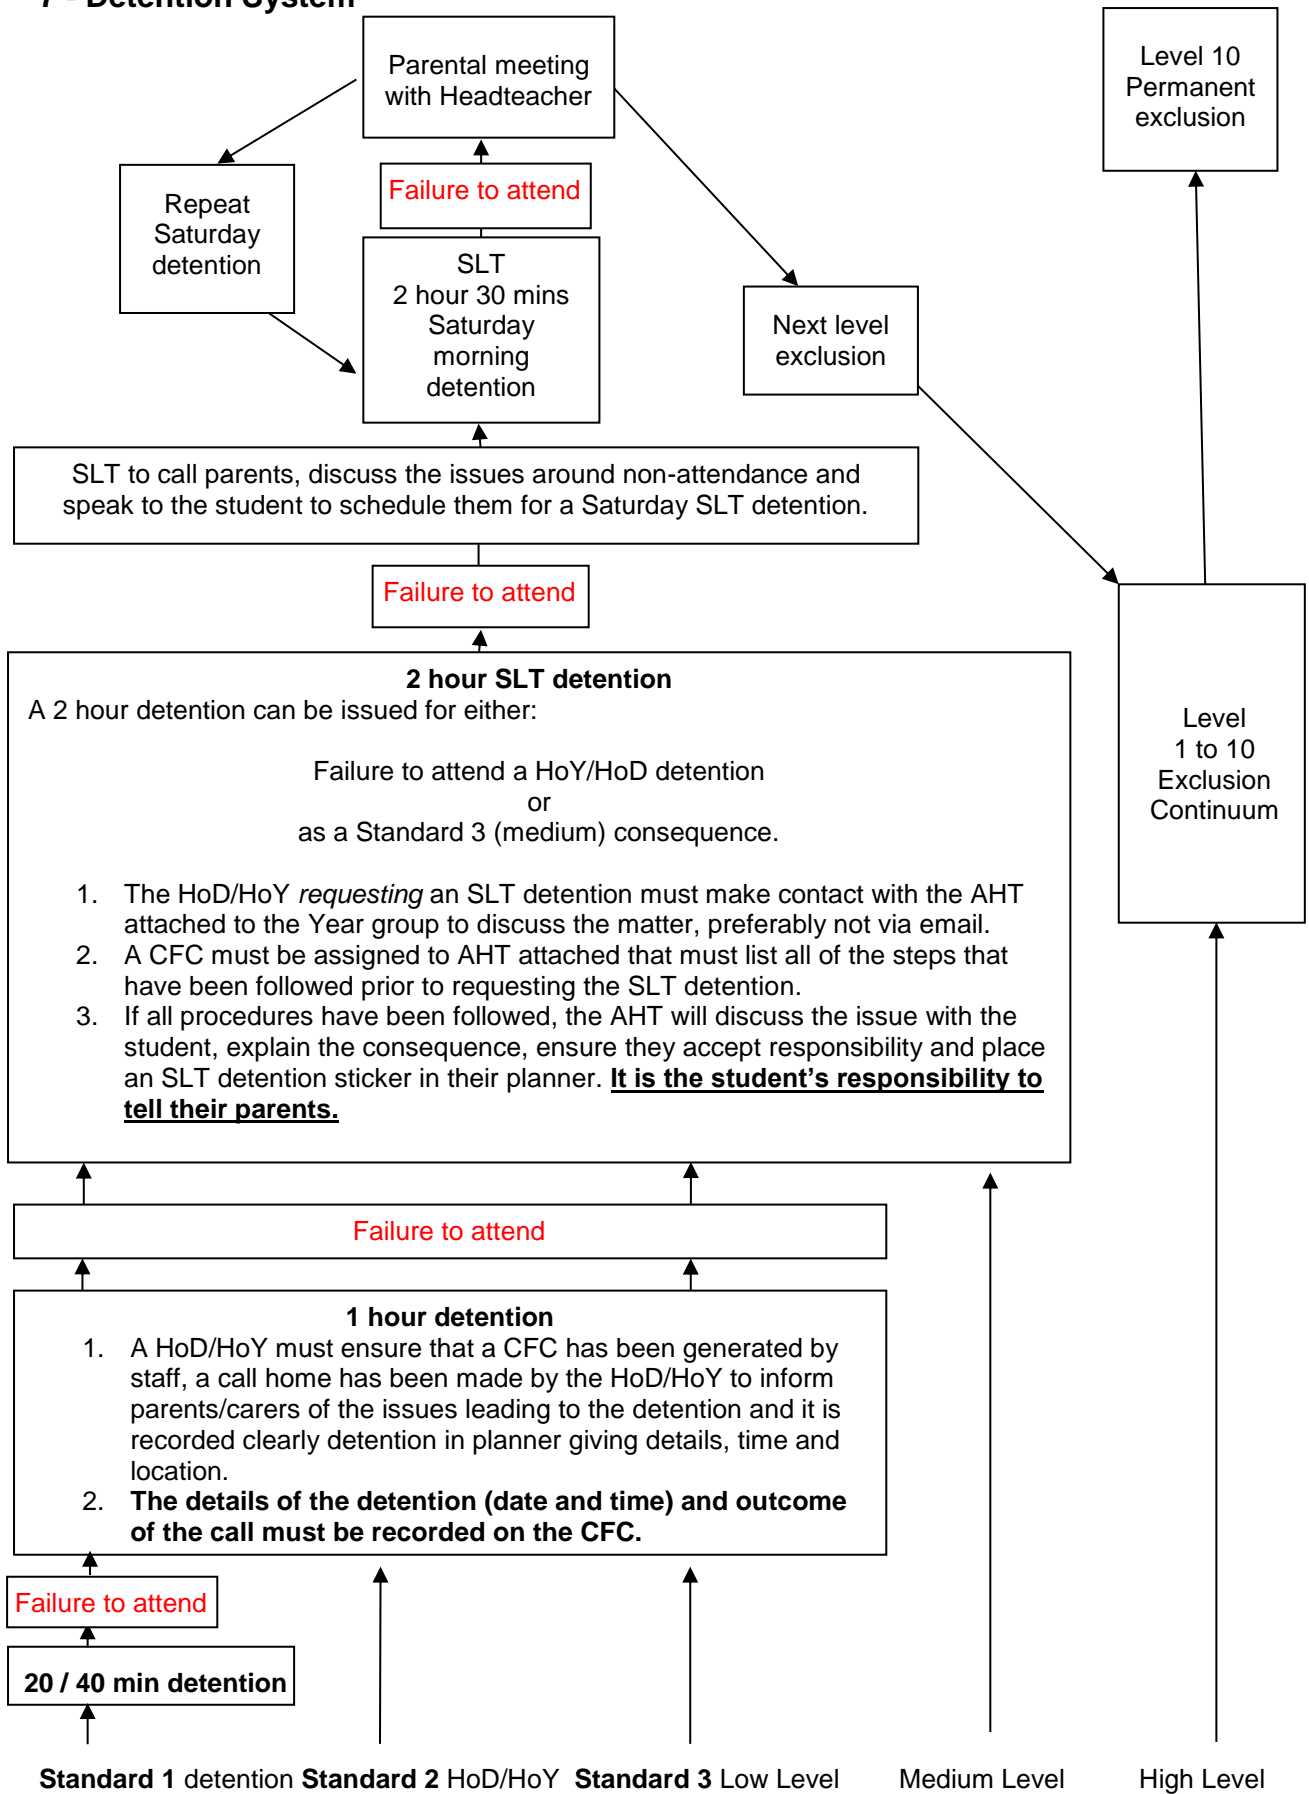 7 - Detention System
Parental meeting
with Headteacher
Level 10
Permanent
exclusion
Failure to attend
Repeat
Saturday
detention
SLT
2 hour 30 mins
Saturday
morning
detention
Next level
exclusion
SLT to call parents, discuss the issues around non-attendance and
speak to the student to schedule them for a Saturday SLT detention.
Failure to attend
2 hour SLT detention
A 2 hour detention can be issued for either:
Failure to attend a HoY/HoD detention
or
as a Standard 3 (medium) consequence.
1. The HoD/HoY requesting an SLT detention must make contact with the AHT
attached to the Year group to discuss the matter, preferably not via email.
2. A CFC must be assigned to AHT attached that must list all of the steps that
have been followed prior to requesting the SLT detention.
3. If all procedures have been followed, the AHT will discuss the issue with the
student, explain the consequence, ensure they accept responsibility and place
an SLT detention sticker in their planner. It is the student's responsibility to
tell their parents.
Level
1 to 10
Exclusion
Continuum
Failure to attend
1 hour detention
1. A HoD/HoY must ensure that a CFC has been generated by
staff, a call home has been made by the HoD/HoY to inform
parents/carers of the issues leading to the detention and it is
recorded clearly detention in planner giving details, time and
location.
2. The details of the detention (date and time) and outcome
of the call must be recorded on the CFC.
Failure to attend
20 / 40 min detention
Standard 1 detention Standard 2 HoD/HoY Standard 3 Low Level Medium Level High Level